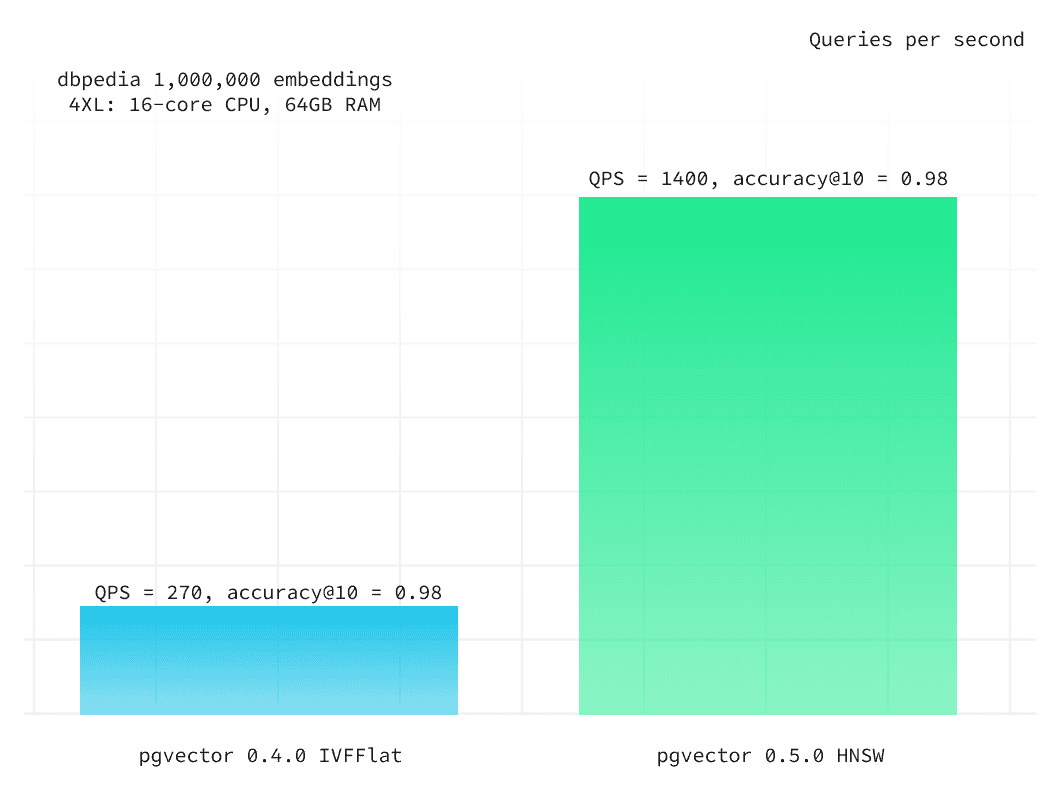 Queries per second
dbpedia 1,000,000 embeddings
4XL: 16-core CPU, 64GB RAM
QPS = 1400, accuracy@10 = 0.98
QPS = 270, accuracy@10 = 0.98
pgvector 0.4.0 IVFFlat
pgvector 0.5.0 HNSW